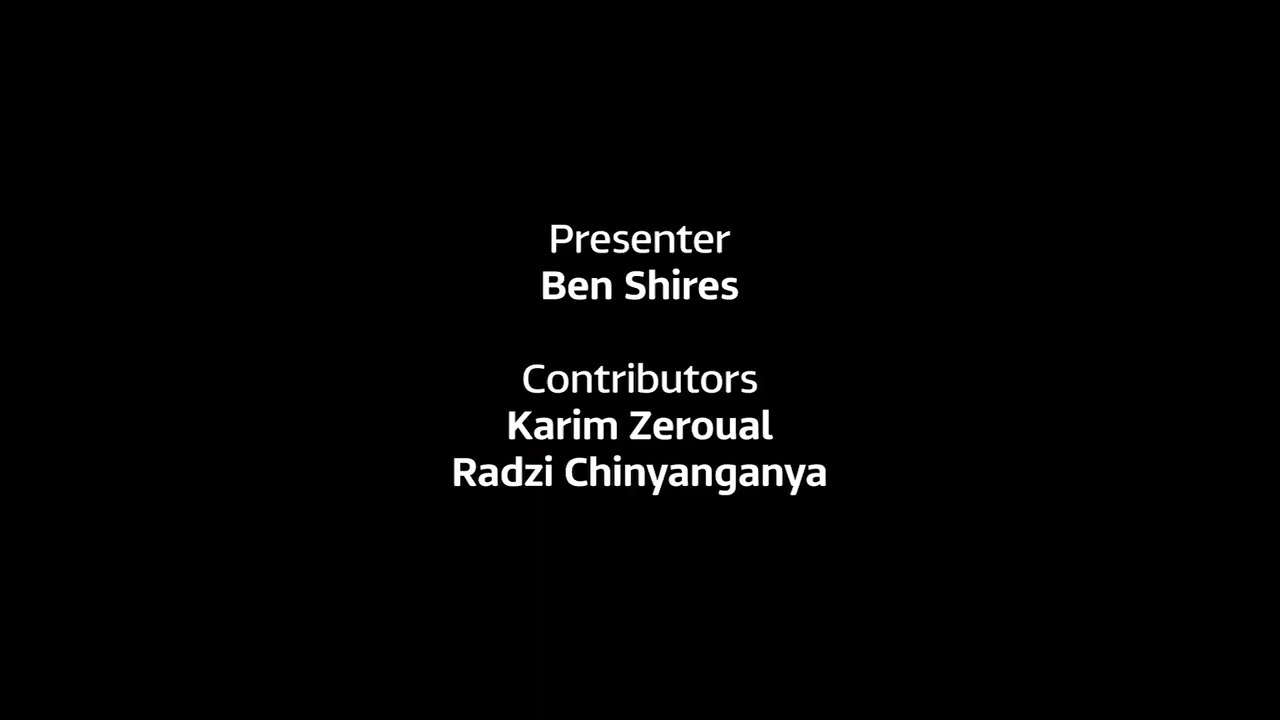 Presenter
Ben Shires
Contributors
Karim Zeroual
Radzi Chinyanganya